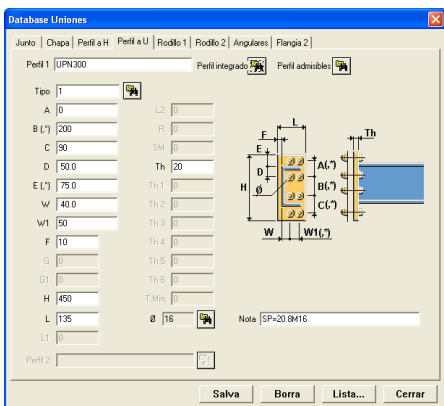 Database Uniones
Junto Chapa Perfil a H Perfil a U Rodillo 1 Rodillo 2 Angulares Flangia 2
Perfil 1 UPN300 Perfil integrado Perfil admisibles
Tipo 1
A 0 L2 0
B (,") 200 R 0
C 90 SM 0
D 50.0 Th 20
E (,") 75.0 Th 1 0
W 40.0 Th 2 0
W1 50 Th 3 0
F 10 Th 4 0
G 0 Th 5 0
G1 0 Th 6 0
H 450 T.Min 0
L 135 Ø 16 Nota SP=20 8M16
L1 0
Perfil 2
L
F Th
E
D A(,")
H B(,")
Ø C(,")
W W1(,")
Salva Borra Lista... Cerrar